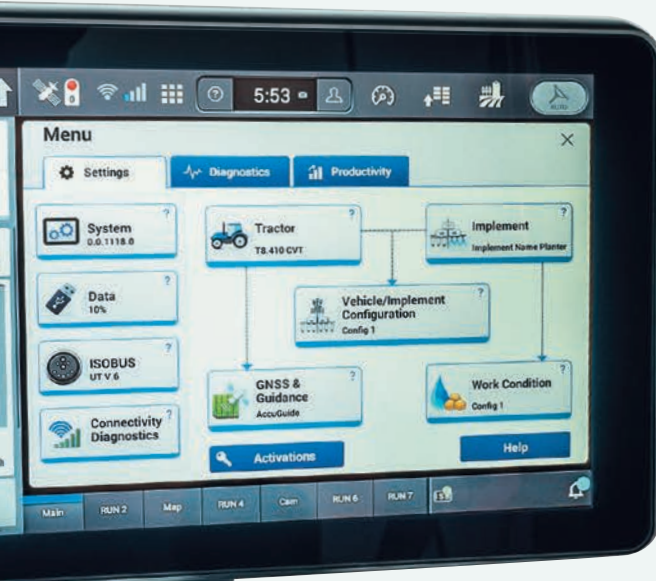 5:53
AUTO
Menu
Settings
Diagnostics
Productivity
System
0.0.1118.0
?
Tractor
T8.410 CVT
?
Implement
Implement Name Planter
?
Data
10%
?
Vehicle/Implement
Configuration
Config 1
?
ISOBUS
UT V.6
?
GNSS &
Guidance
AccuGuide
?
Work Condition
Config 1
?
Connectivity
Diagnostics
?
Activations
Help
Main
RUN 2
Map
RUN 4
Cam
RUN 6
RUN 7